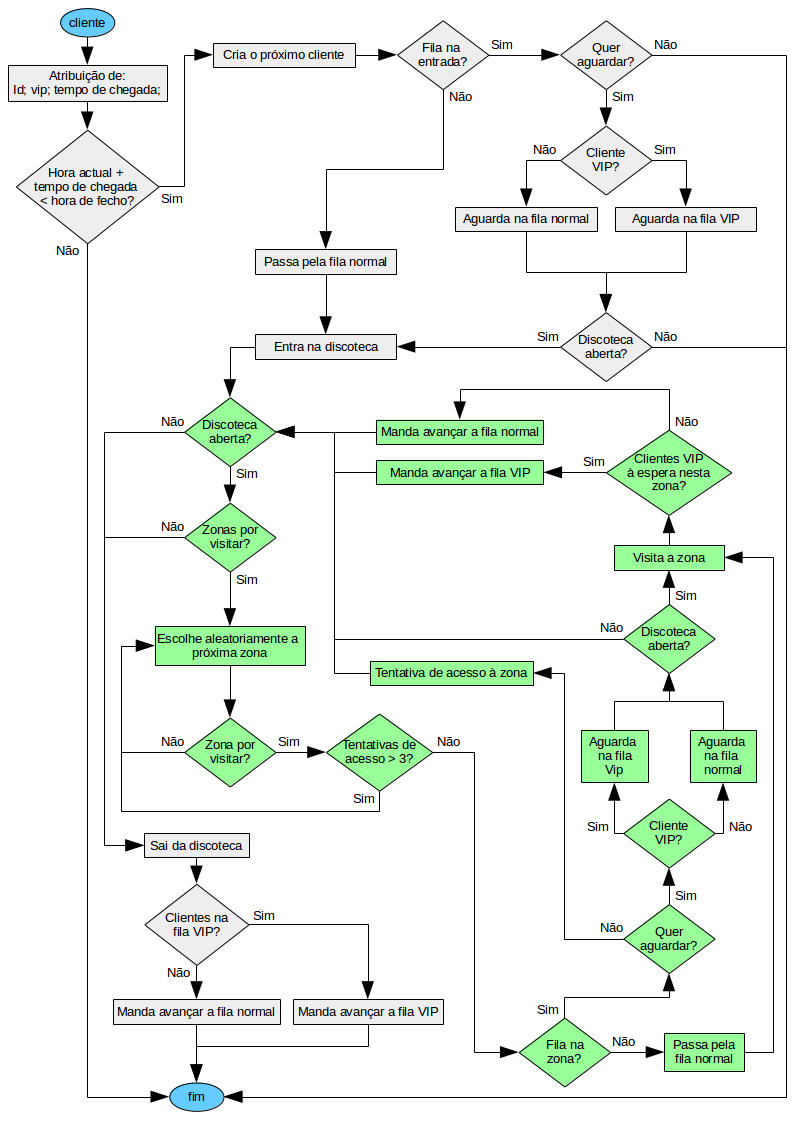 cliente
Atribuição de:
Id; vip; tempo de chegada;
Hora actual +
tempo de chegada
< hora de fecho?
Sim
Não
Cria o próximo cliente
Fila na
entrada?
Sim
Não
Quer
aguardar?
Não
Sim
Cliente
VIP?
Não
Sim
Aguarda na fila normal
Aguarda na fila VIP
Passa pela fila normal
Entra na discoteca
Discoteca
aberta?
Sim
Não
Discoteca
aberta?
Não
Sim
Zonas por
visitar?
Não
Sim
Escolhe aleatoriamente a
próxima zona
Zona por
visitar?
Não
Sim
Tentativas de
acesso > 3?
Não
Sim
Manda avançar a fila normal
Manda avançar a fila VIP
Clientes VIP
à espera nesta
zona?
Não
Sim
Visita a zona
Sim
Discoteca
aberta?
Não
Tentativa de acesso à zona
Aguarda
na fila
Vip
Aguarda
na fila
normal
Cliente
VIP?
Sim
Não
Sim
Quer
aguardar?
Não
Sim
Fila na
zona?
Não
Passa pela
fila normal
Sai da discoteca
Clientes na
fila VIP?
Sim
Não
Manda avançar a fila normal
Manda avançar a fila VIP
fim